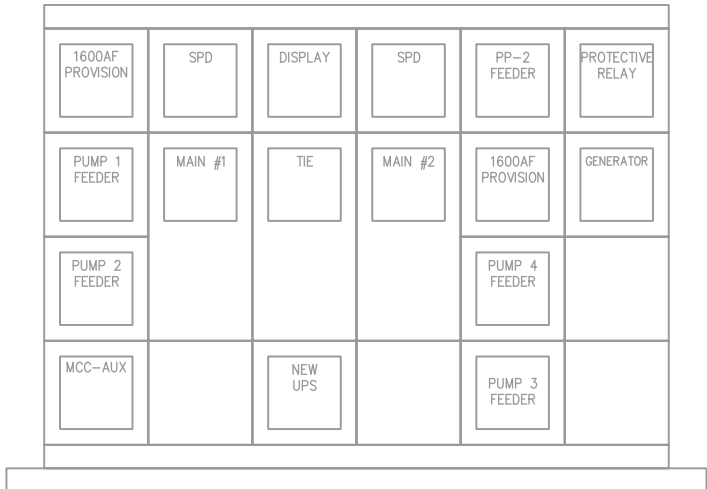 1600AF
PROVISION
SPD
DISPLAY
SPD
PP-2
FEEDER
PROTECTIVE
RELAY
PUMP 1
FEEDER
MAIN #1
TIE
MAIN #2
1600AF
PROVISION
GENERATOR
PUMP 2
FEEDER
PUMP 4
FEEDER
MCC-AUX
NEW
UPS
PUMP 3
FEEDER